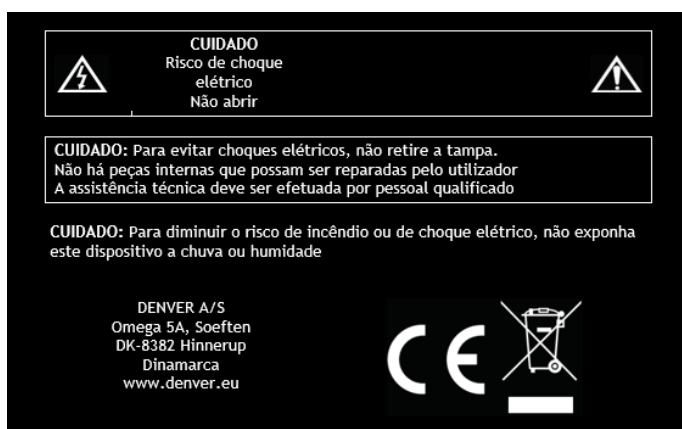 CUIDADO
Risco de choque
elétrico
Não abrir
CUIDADO: Para evitar choques elétricos, não retire a tampa.
Não há peças internas que possam ser reparadas pelo utilizador
A assistência técnica deve ser efetuada por pessoal qualificado
CUIDADO: Para diminuir o risco de incêndio ou de choque elétrico, não exponha
este dispositivo a chuva ou humidade
DENVER A/S
Omega 5A, Soeften
DK-8382 Hinnerup
Dinamarca
www.denver.eu
CE